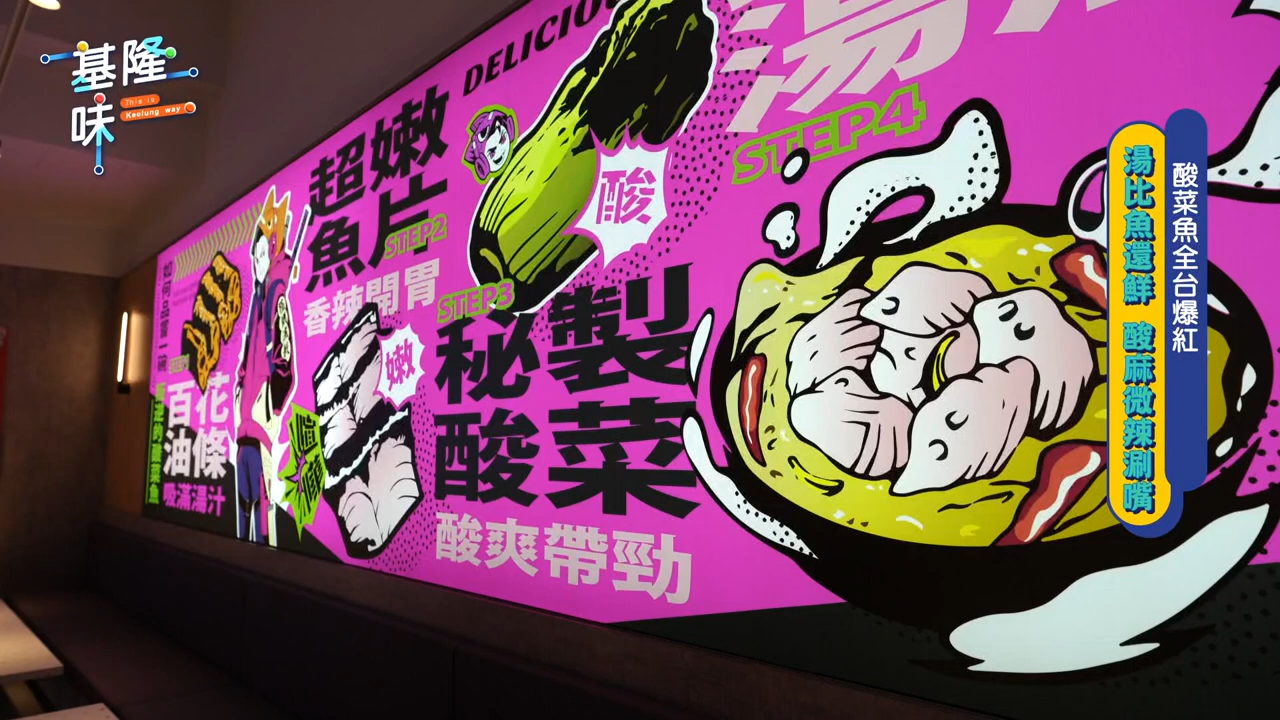 基隆
味
This is
Keelung way
酸菜魚全台爆紅
湯比魚還鮮 酸麻微辣涮嘴
DELICIOU
百花
油條
吸滿湯汁
超嫩
魚片
STEP2
香辣開胃
嫩
酸
STEP3
秘製
酸菜
酸爽帶勁
湯
STEP4